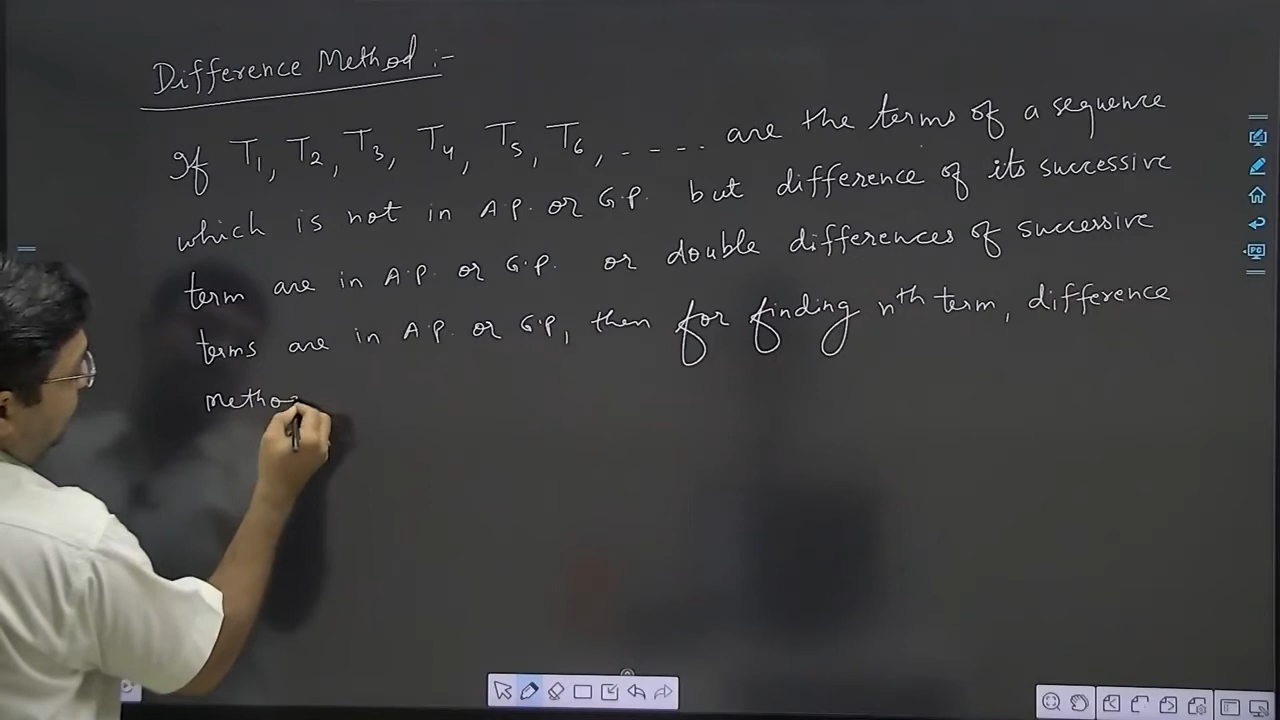 Difference Method :-
If T1, T2, T3, T4, T5, T6, ---- are the terms of a sequence
which is not in A.P. or G.P. but difference of its successive
term are in A.P. or G.P. or double differences of successive
terms are in A.P. or G.P, then for finding nth term, difference
Metho
PC